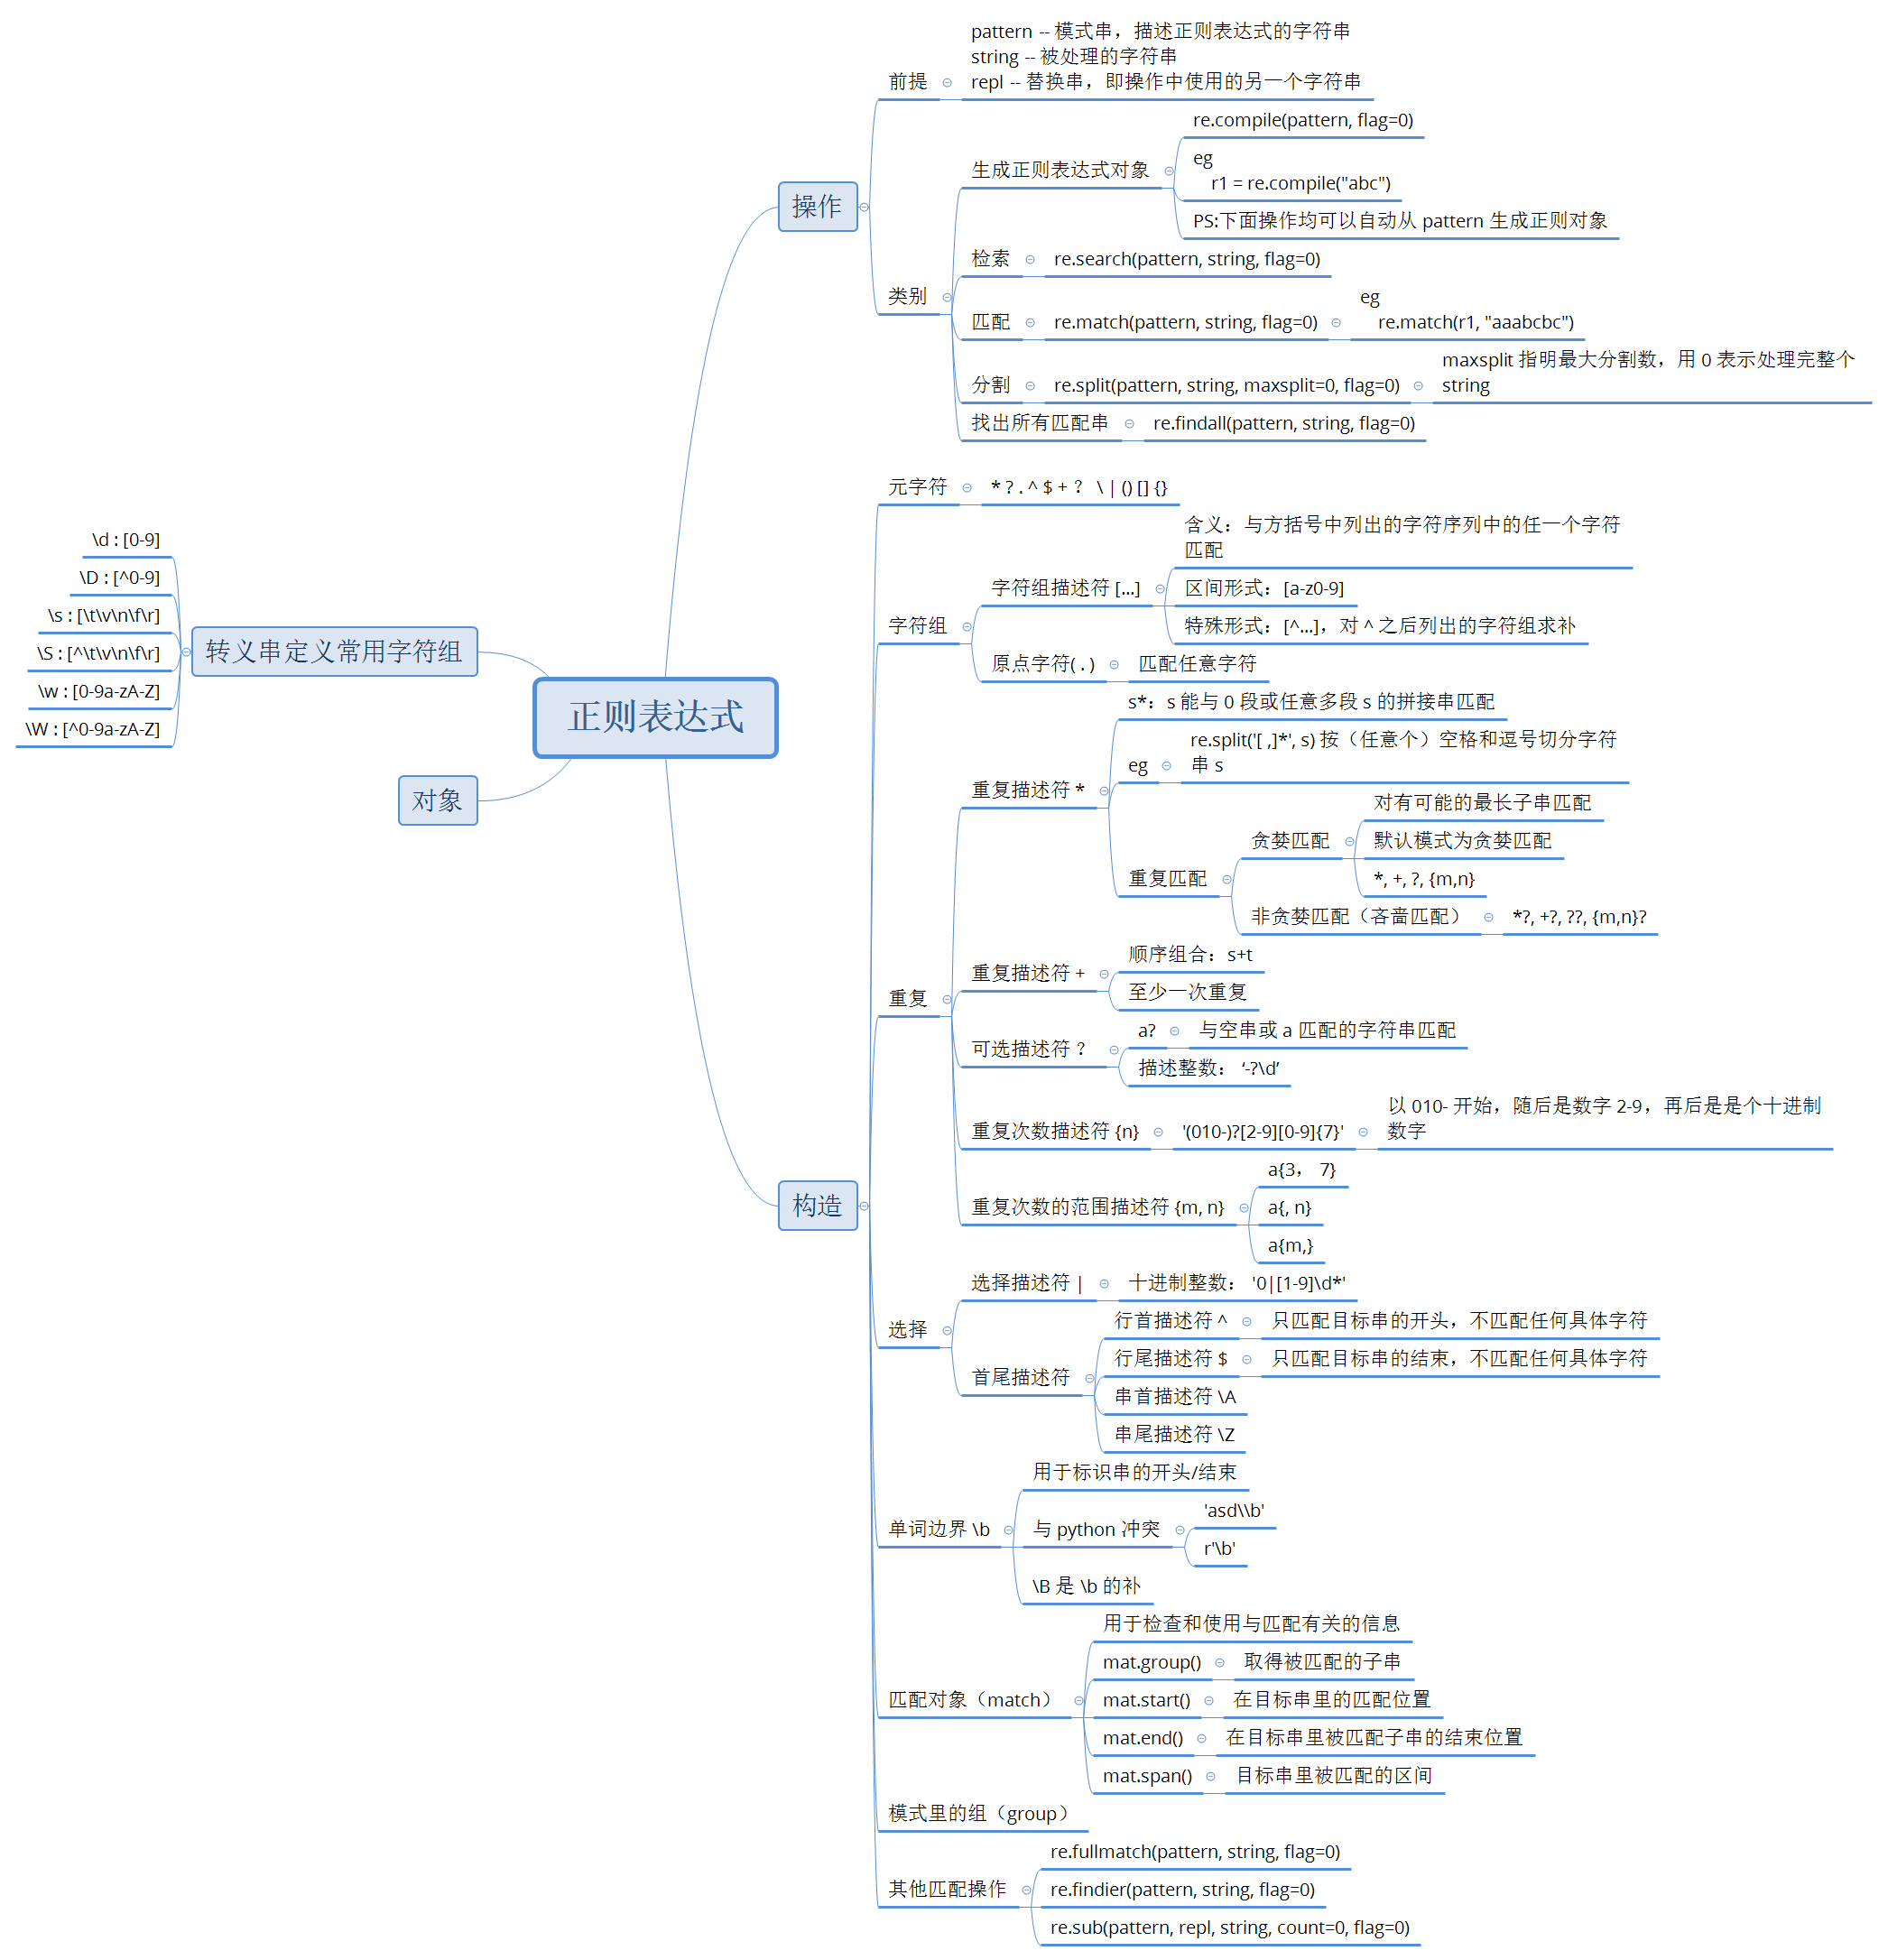 正则表达式
操作
前提
pattern -- 模式串，描述正则表达式的字符串
string -- 被处理的字符串
repl -- 替换串，即操作中使用的另一个字符串
类别
生成正则表达式对象
re.compile(pattern, flag=0)
eg
r1 = re.compile("abc")
PS:下面操作均可以自动从 pattern 生成正则对象
检索
re.search(pattern, string, flag=0)
匹配
re.match(pattern, string, flag=0)
eg
re.match(r1, "aaabcbc")
分割
re.split(pattern, string, maxsplit=0, flag=0)
maxsplit 指明最大分割数，用 0 表示处理完整个
string
找出所有匹配串
re.findall(pattern, string, flag=0)
构造
元字符
* ? . ^ $ + ？ \ | () [] {}
字符组
字符组描述符 [...]
含义：与方括号中列出的字符序列中的任一个字符
匹配
区间形式：[a-z0-9]
特殊形式：[^...]，对 ^ 之后列出的字符组求补
原点字符( . )
匹配任意字符
重复
重复描述符 *
s*：s 能与 0 段或任意多段 s 的拼接串匹配
eg
re.split('[ ,]*', s) 按（任意个）空格和逗号切分字符
串 s
重复匹配
贪婪匹配
对有可能的最长子串匹配
默认模式为贪婪匹配
*, +, ?, {m,n}
非贪婪匹配（吝啬匹配）
*?, +?, ??, {m,n}?
重复描述符 +
顺序组合：s+t
至少一次重复
可选描述符 ？
a?
与空串或 a 匹配的字符串匹配
描述整数： ‘-?\d’
重复次数描述符 {n}
'(010-)?[2-9][0-9]{7}'
以 010- 开始，随后是数字 2-9，再后是是个十进制
数字
重复次数的范围描述符 {m, n}
a{3， 7}
a{, n}
a{m,}
选择
选择描述符 |
十进制整数： '0|[1-9]\d*'
首尾描述符
行首描述符 ^
只匹配目标串的开头，不匹配任何具体字符
行尾描述符 $
只匹配目标串的结束，不匹配任何具体字符
串首描述符 \A
串尾描述符 \Z
单词边界 \b
用于标识串的开头/结束
与 python 冲突
'asd\\b'
r'\b'
\B 是 \b 的补
匹配对象（match）
用于检查和使用与匹配有关的信息
mat.group()
取得被匹配的子串
mat.start()
在目标串里的匹配位置
mat.end()
在目标串里被匹配子串的结束位置
mat.span()
目标串里被匹配的区间
模式里的组（group）
其他匹配操作
re.fullmatch(pattern, string, flag=0)
re.findier(pattern, string, flag=0)
re.sub(pattern, repl, string, count=0, flag=0)
转义串定义常用字符组
\d : [0-9]
\D : [^0-9]
\s : [\t\v\n\f\r]
\S : [^\t\v\n\f\r]
\w : [0-9a-zA-Z]
\W : [^0-9a-zA-Z]
对象